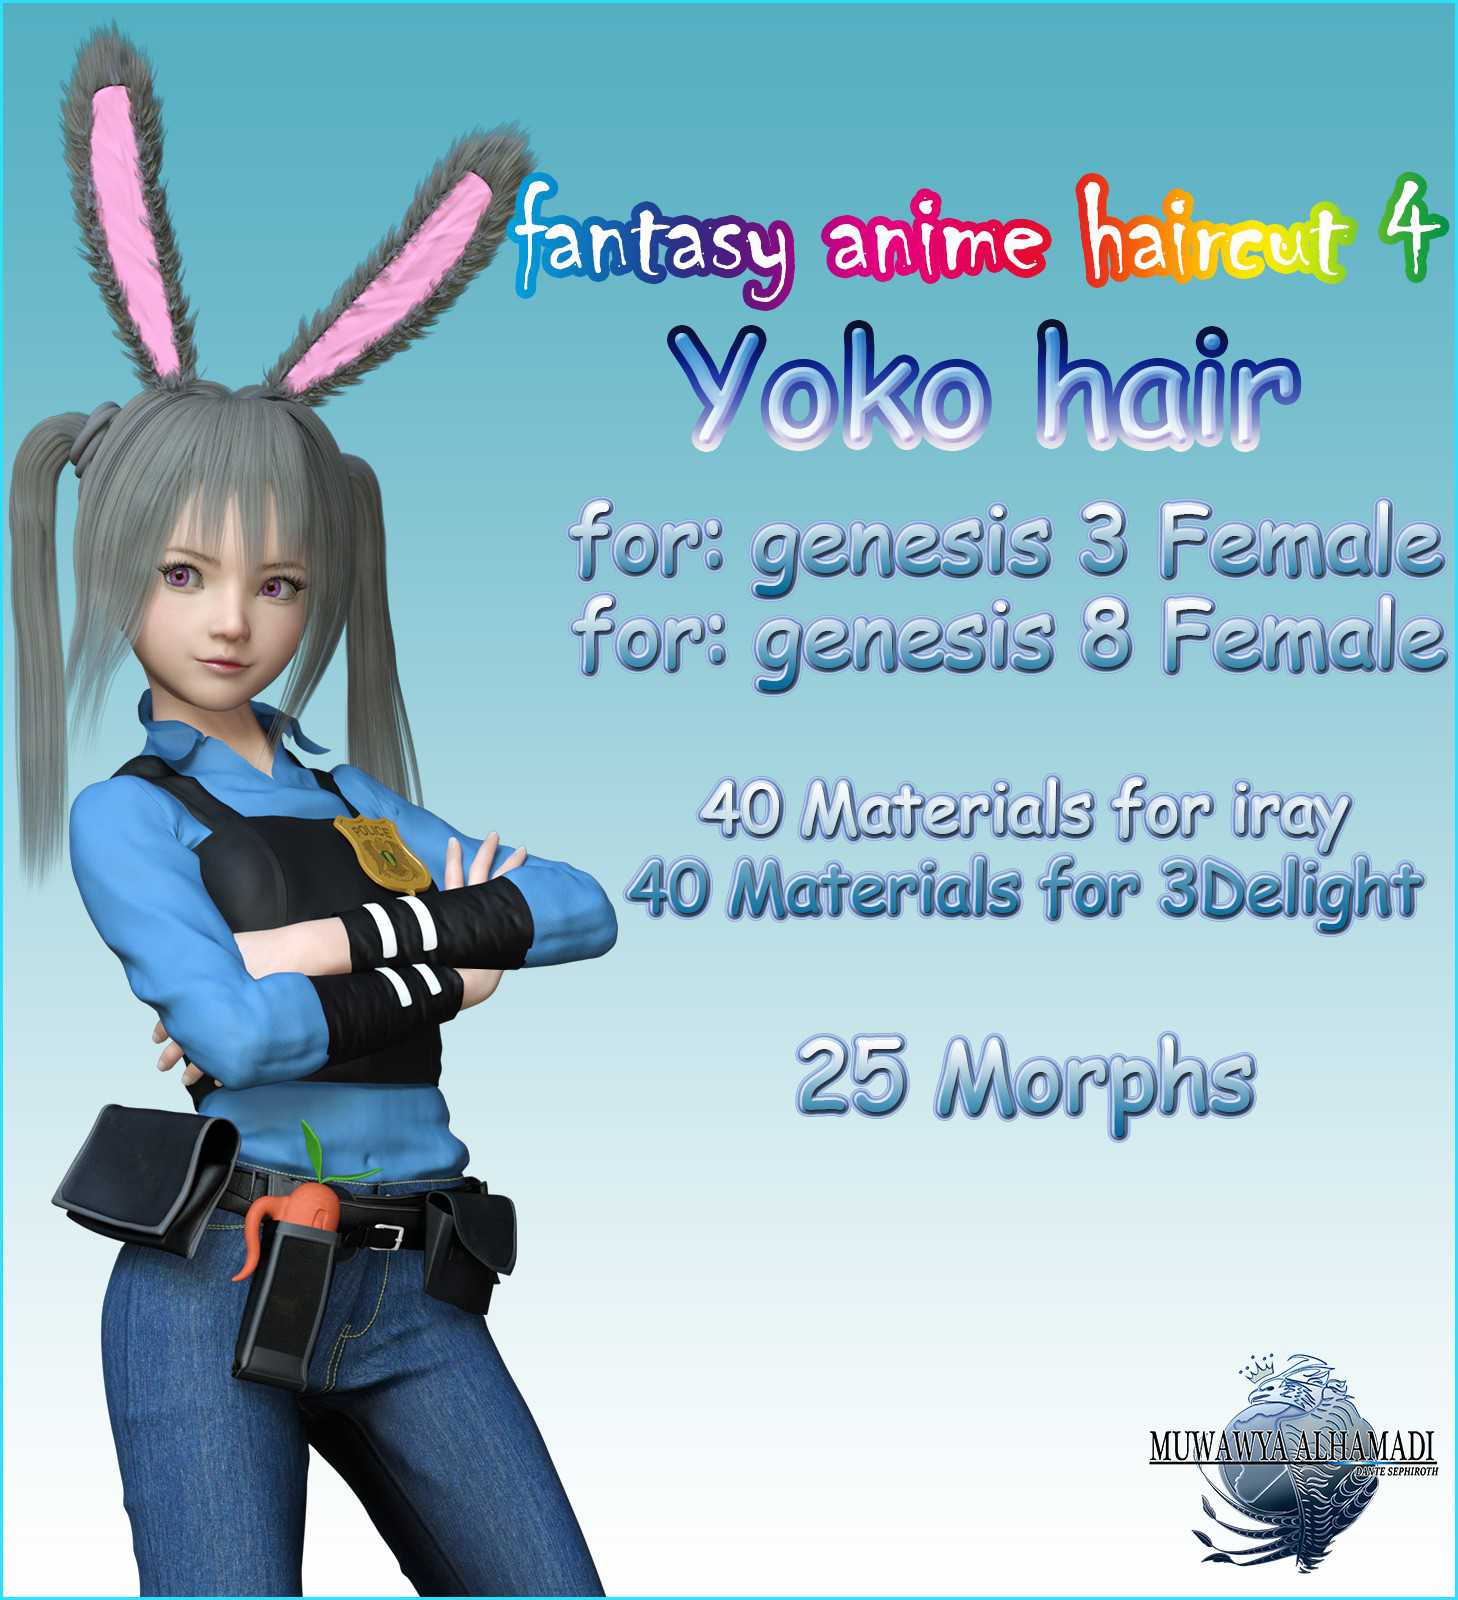 fantasy anime haircut 4
Yoko hair
for: genesis 3 Female
for: genesis 8 Female
40 Materials for iray
40 Materials for 3Delight
25 Morphs
POLICE
MUWAWYA ALHAMADI
DANTE SEPHIROTH